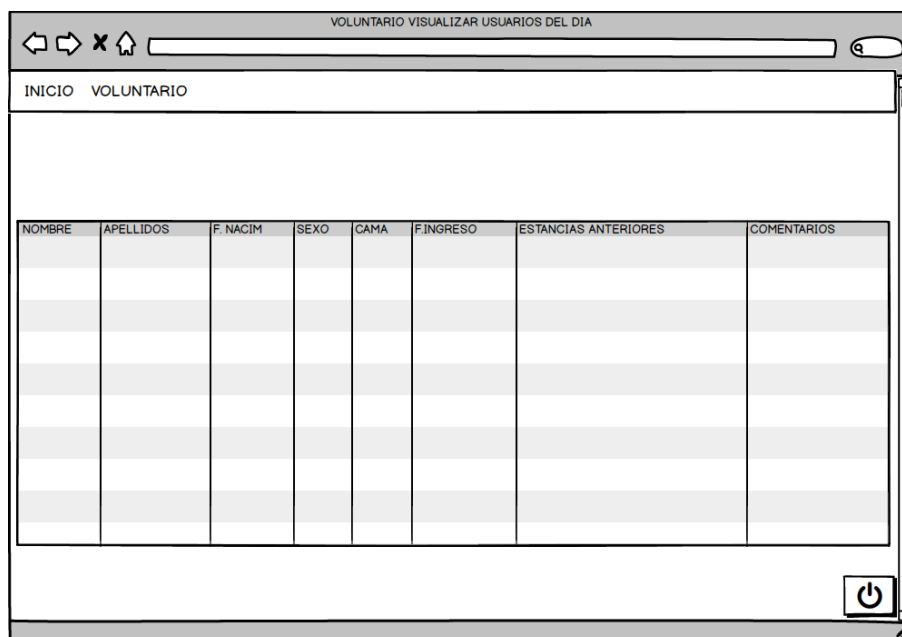 VOLUNTARIO VISUALIZAR USUARIOS DEL DIA
INICIO VOLUNTARIO
NOMBRE APELLIDOS F. NACIM SEXO CAMA F.INGRESO ESTANCIAS ANTERIORES COMENTARIOS